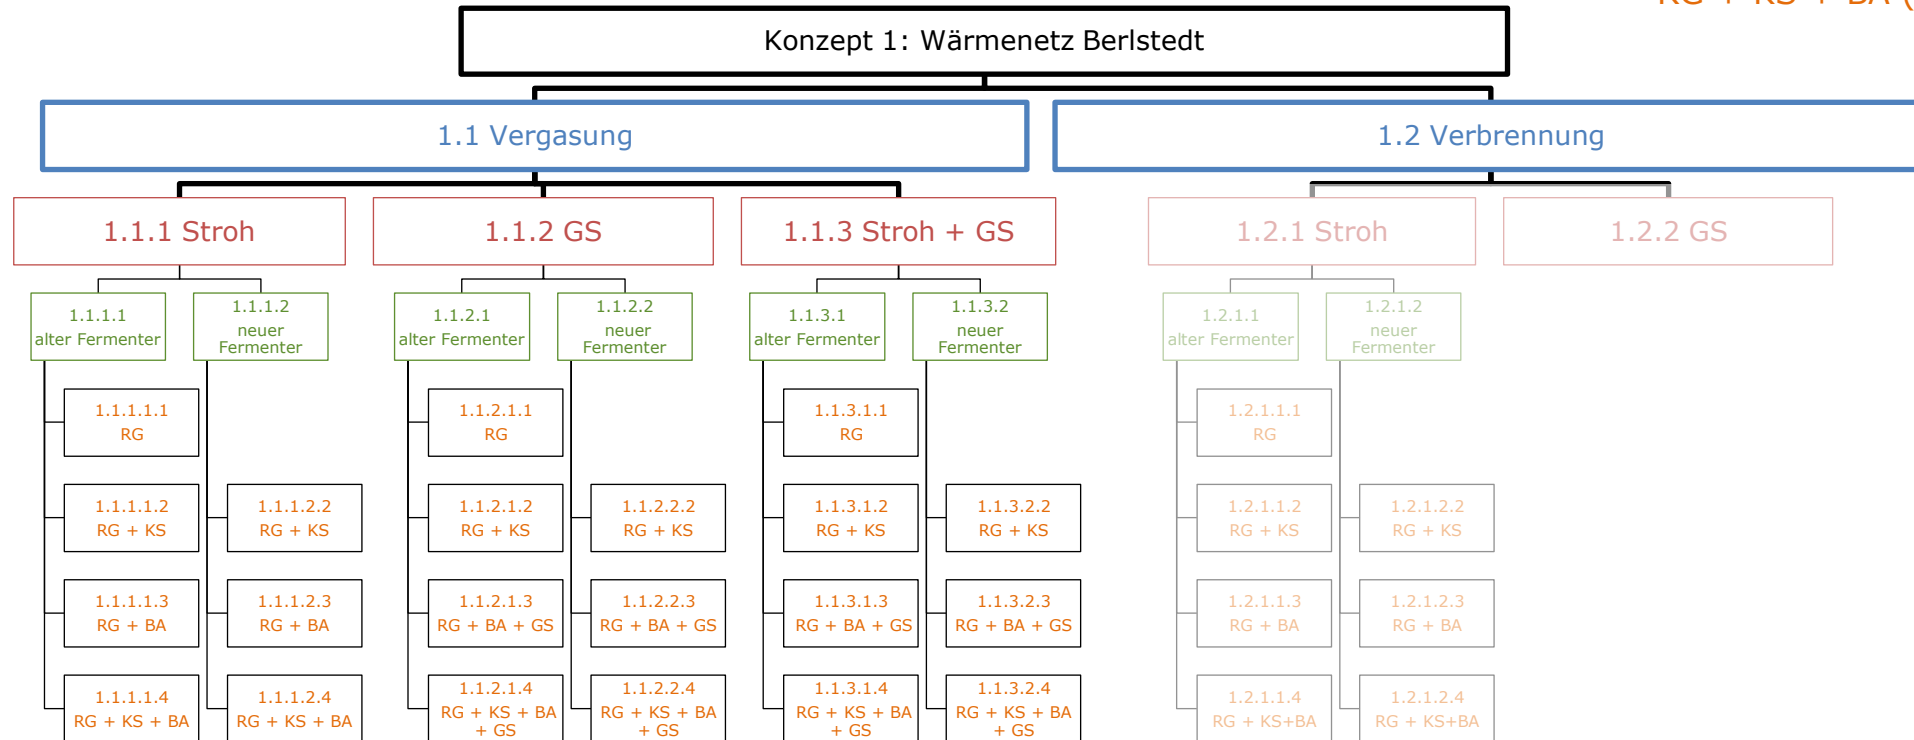 RG + KS + BA (
Konzept 1: Wärmenetz Berlstedt
1.1 Vergasung
1.2 Verbrennung
1.1.1 Stroh
1.1.2 GS
1.1.3 Stroh + GS
1.2.1 Stroh
1.2.2 GS
1.1.1.1
alter Fermenter
1.1.1.2
neuer
Fermenter
1.1.2.1
alter Fermenter
1.1.2.2
neuer
Fermenter
1.1.3.1
alter Fermenter
1.1.3.2
neuer
Fermenter
1.2.1.1
alter Fermenter
1.2.1.2
neuer
Fermenter
1.1.1.1.1
RG
1.1.2.1.1
RG
1.1.3.1.1
RG
1.2.1.1.1
RG
1.1.1.1.2
RG + KS
1.1.1.2.2
RG + KS
1.1.2.1.2
RG + KS
1.1.2.2.2
RG + KS
1.1.3.1.2
RG + KS
1.1.3.2.2
RG + KS
1.2.1.1.2
RG + KS
1.2.1.2.2
RG + KS
1.1.1.1.3
RG + BA
1.1.1.2.3
RG + BA
1.1.2.1.3
RG + BA + GS
1.1.2.2.3
RG + BA + GS
1.1.3.1.3
RG + BA + GS
1.1.3.2.3
RG + BA + GS
1.2.1.1.3
RG + BA
1.2.1.2.3
RG + BA
1.1.1.1.4
RG + KS + BA
1.1.1.2.4
RG + KS + BA
1.1.2.1.4
RG + KS + BA
+ GS
1.1.2.2.4
RG + KS + BA
+ GS
1.1.3.1.4
RG + KS + BA
+ GS
1.1.3.2.4
RG + KS + BA
+ GS
1.2.1.1.4
RG + KS+BA
1.2.1.2.4
RG + KS+BA